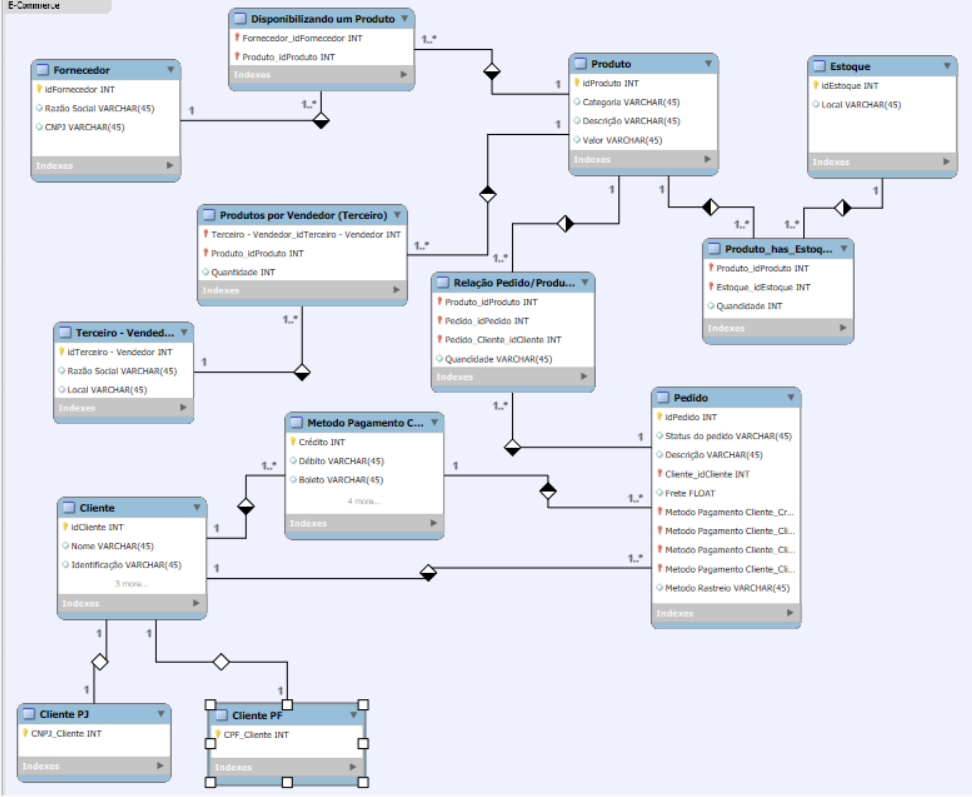 E-Commerce
Disponibilizando um Produto
Fornecedor_idFornecedor INT
Produto_idProduto INT
Indexes
1..*
1..*
Fornecedor
idFornecedor INT
Razão Social VARCHAR(45)
CNPJ VARCHAR(45)
Indexes
1
Produto
idProduto INT
Categoria VARCHAR(45)
Descrição VARCHAR(45)
Valor VARCHAR(45)
Indexes
1
1
1
1
Estoque
idEstoque INT
Local VARCHAR(45)
Indexes
1
Produtos por Vendedor (Terceiro)
Terceiro - Vendedor_idTerceiro - Vendedor INT
Produto_idProduto INT
Quantidade INT
Indexes
1..*
1..*
Produto_has_Estoq...
Produto_idProduto INT
Estoque_idEstoque INT
Quandidade INT
Indexes
1..*
1..*
Relação Pedido/Produ...
Produto_idProduto INT
Pedido_idPedido INT
Pedido_Cliente_idCliente INT
Quandidade VARCHAR(45)
Indexes
1..*
1..*
Terceiro - Vended...
idTerceiro - Vendedor INT
Razão Social VARCHAR(45)
Local VARCHAR(45)
Indexes
1
Metodo Pagamento C...
Crédito INT
Débito VARCHAR(45)
Boleto VARCHAR(45)
4 more...
Indexes
1..*
1
Pedido
idPedido INT
Status do pedido VARCHAR(45)
Descrição VARCHAR(45)
Cliente_idCliente INT
Frete FLOAT
Metodo Pagamento Cliente_Cr...
Metodo Pagamento Cliente_Cli...
Metodo Pagamento Cliente_Cli...
Metodo Pagamento Cliente_Cli...
Metodo Rastreio VARCHAR(45)
Indexes
1
1..*
1..*
Cliente
idCliente INT
Nome VARCHAR(45)
Identificação VARCHAR(45)
3 more...
Indexes
1
1
1
1
Cliente PJ
CNPJ_Cliente INT
Indexes
1
Cliente PF
CPF_Cliente INT
Indexes
1